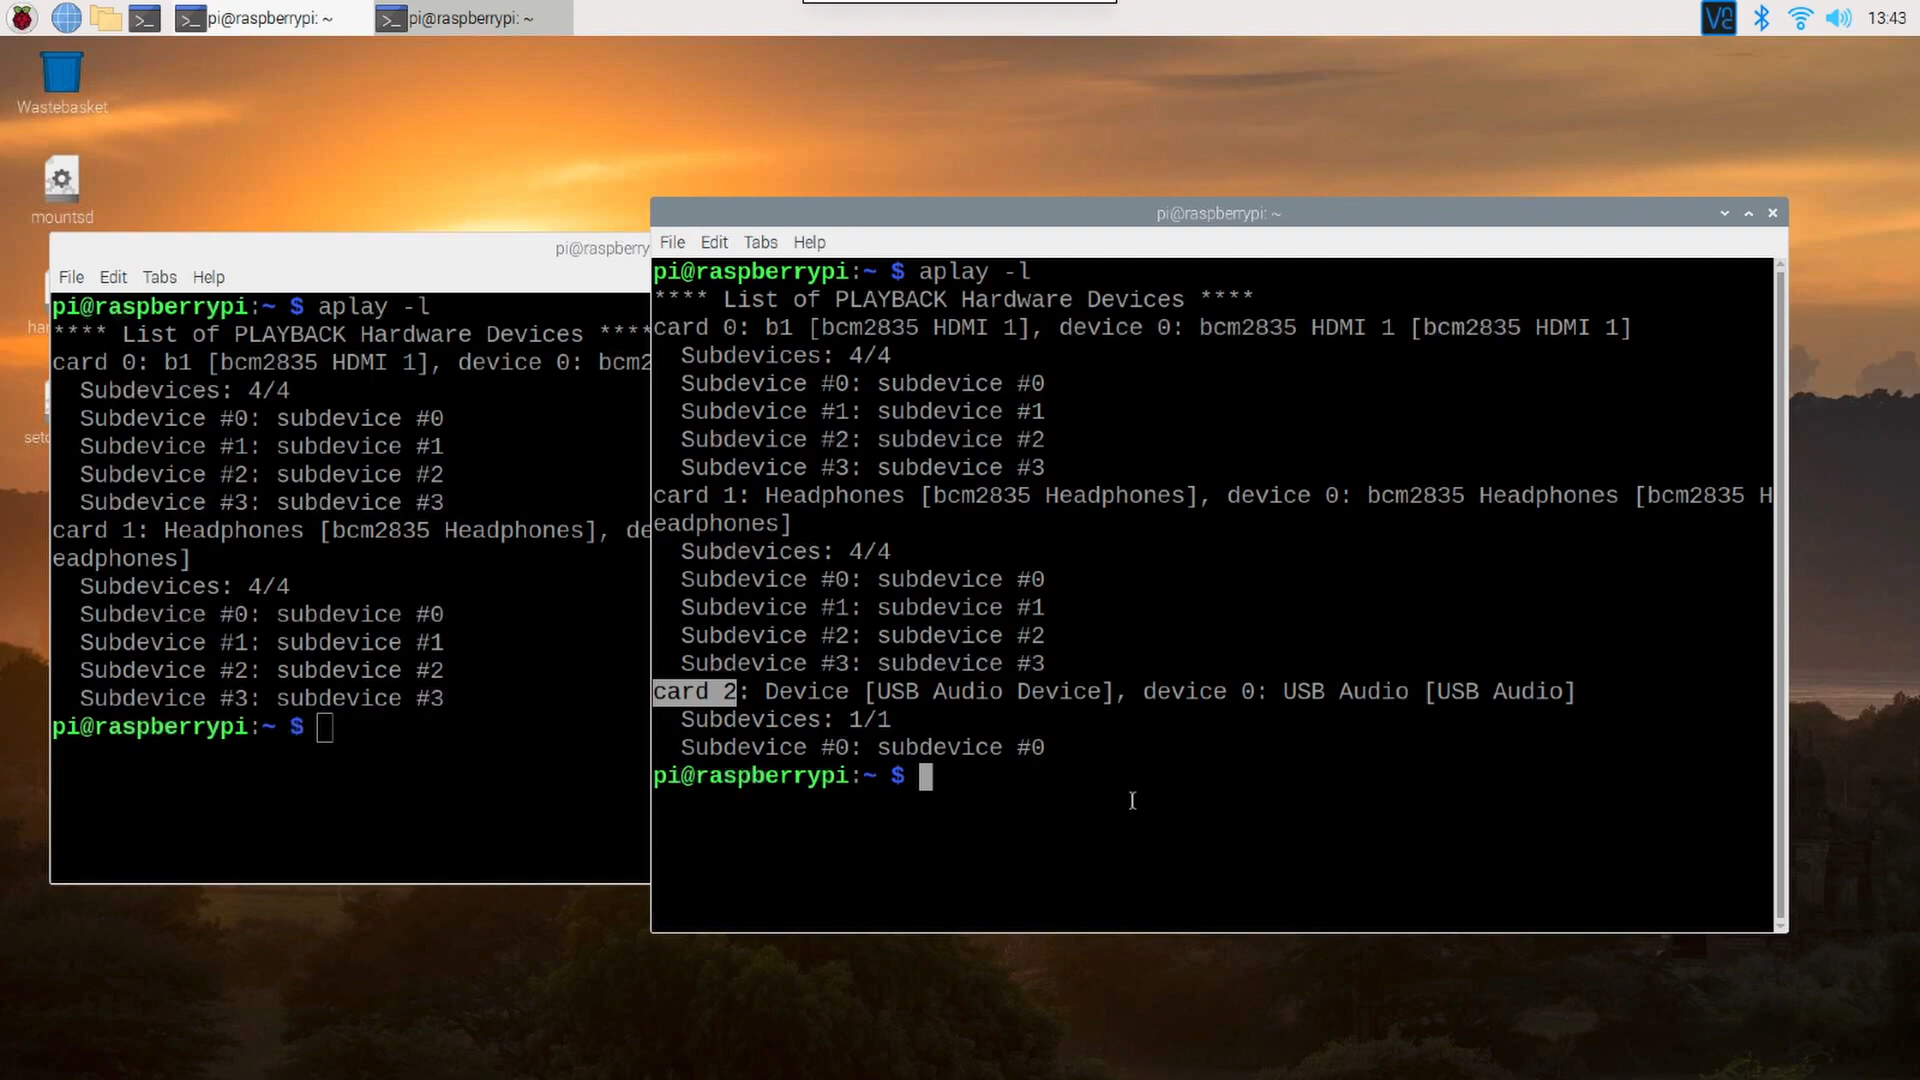 pi@raspberrypi: ~
pi@raspberrypi: ~
13:43
Wastebasket
mountsd
pi@raspberry
File Edit Tabs Help
pi@raspberrypi:~ $ aplay -l
**** List of PLAYBACK Hardware Devices ****
card 0: b1 [bcm2835 HDMI 1], device 0: bcm2
Subdevices: 4/4
Subdevice #0: subdevice #0
Subdevice #1: subdevice #1
Subdevice #2: subdevice #2
Subdevice #3: subdevice #3
card 1: Headphones [bcm2835 Headphones], de
eadphones]
Subdevices: 4/4
Subdevice #0: subdevice #0
Subdevice #1: subdevice #1
Subdevice #2: subdevice #2
Subdevice #3: subdevice #3
pi@raspberrypi:~ $
pi@raspberrypi: ~
File Edit Tabs Help
pi@raspberrypi:~ $ aplay -l
**** List of PLAYBACK Hardware Devices ****
card 0: b1 [bcm2835 HDMI 1], device 0: bcm2835 HDMI 1 [bcm2835 HDMI 1]
Subdevices: 4/4
Subdevice #0: subdevice #0
Subdevice #1: subdevice #1
Subdevice #2: subdevice #2
Subdevice #3: subdevice #3
card 1: Headphones [bcm2835 Headphones], device 0: bcm2835 Headphones [bcm2835 H
eadphones]
Subdevices: 4/4
Subdevice #0: subdevice #0
Subdevice #1: subdevice #1
Subdevice #2: subdevice #2
Subdevice #3: subdevice #3
card 2: Device [USB Audio Device], device 0: USB Audio [USB Audio]
Subdevices: 1/1
Subdevice #0: subdevice #0
pi@raspberrypi:~ $